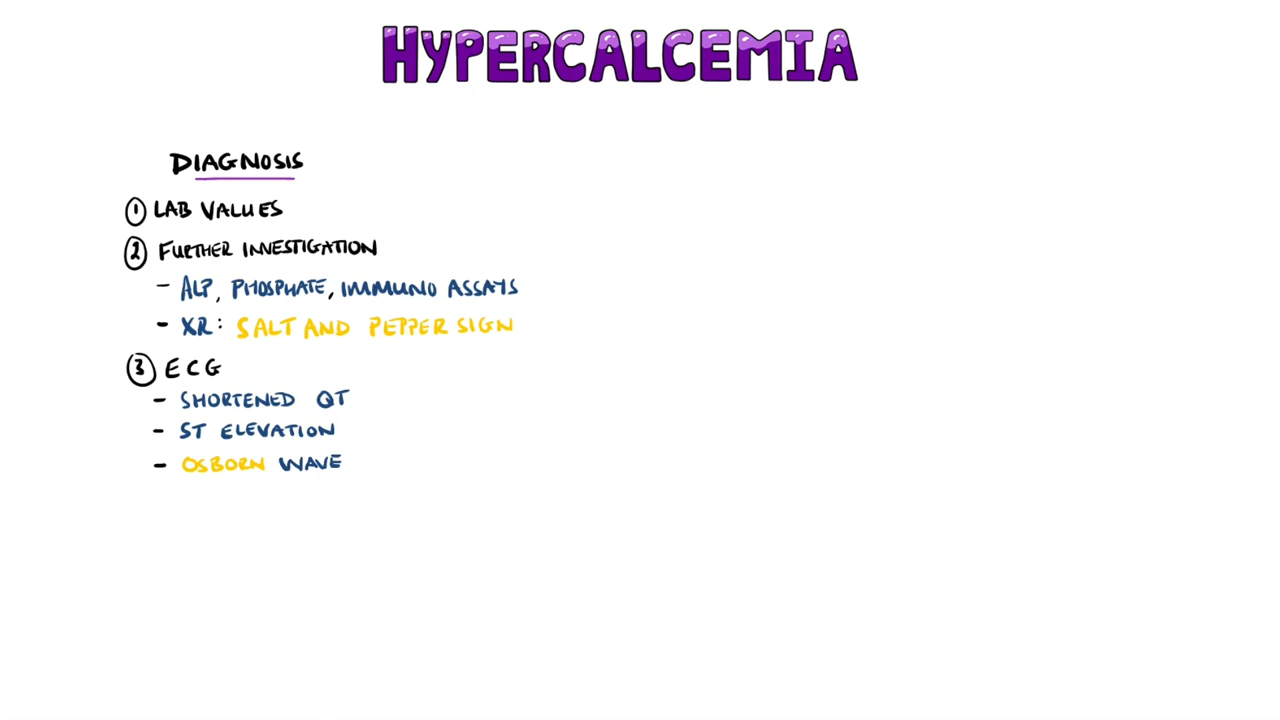 HYPERCALCEMIA
DIAGNOSIS
① LAB VALUES
② FURTHER INVESTIGATION
- ALP, PHOSPHATE, IMMUNO ASSAYS
- XR: SALT AND PEPPER SIGN
③ ECG
- SHORTENED QT
- ST ELEVATION
- OSBORN WAVE